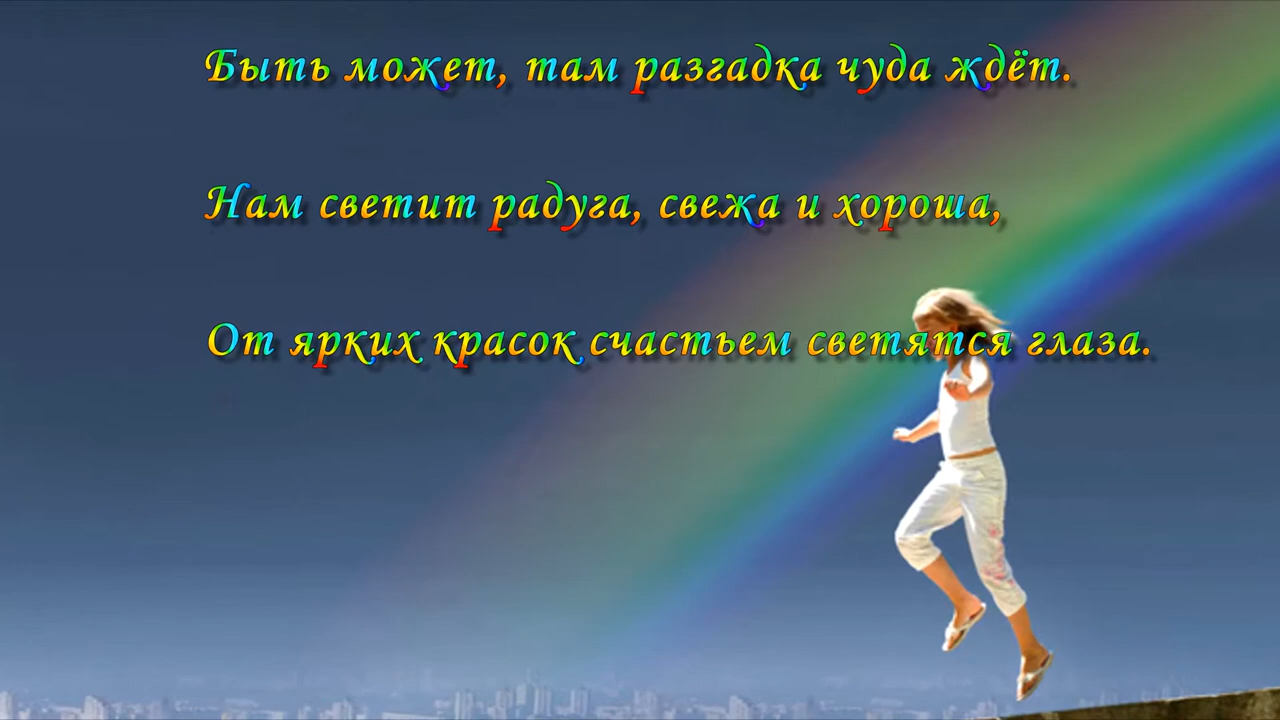 Быть может, там разгадка чуда ждёт.
Нам светит радуга, свежа и хороша,
От ярких красок счастьем светятся глаза.